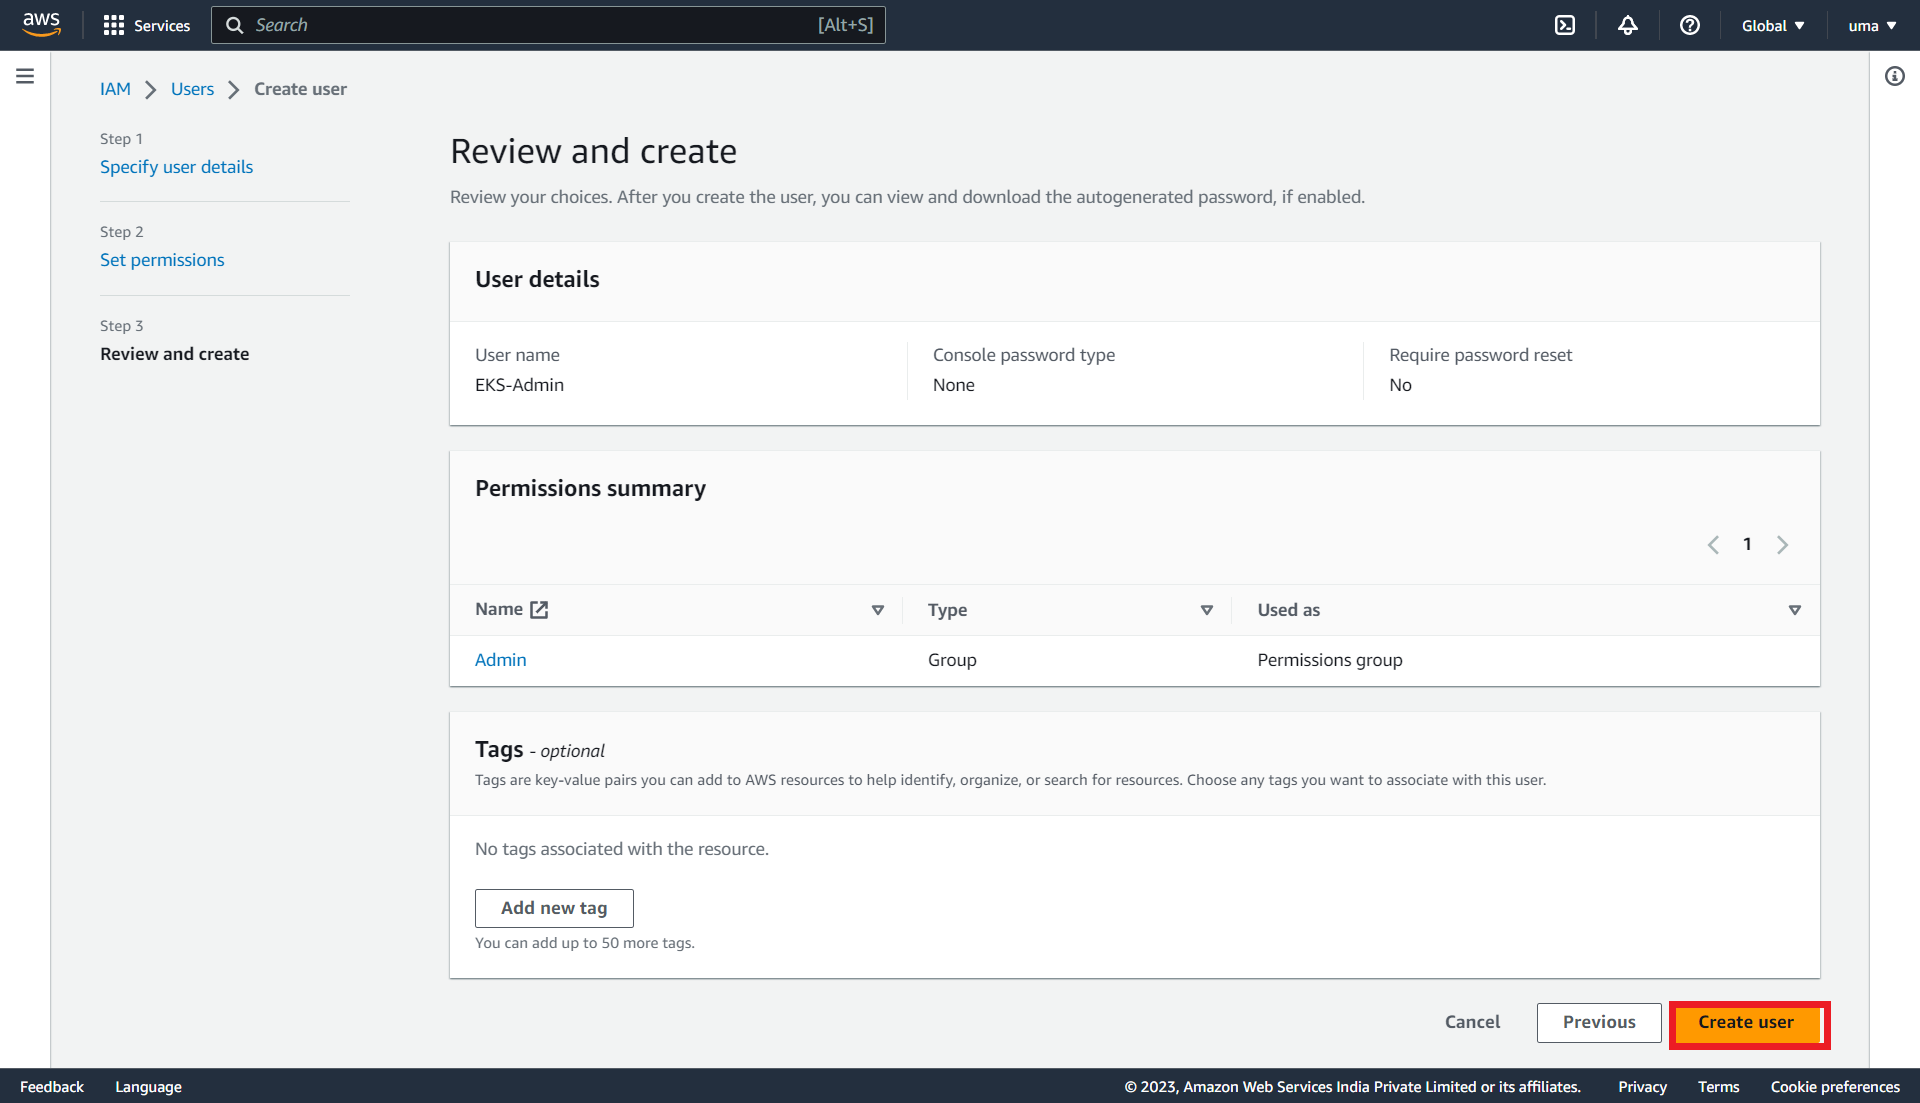 aws
Services
Search
[Alt+S]
Global
uma
IAM
Users
Create user
Step 1
Specify user details
Step 2
Set permissions
Step 3
Review and create
Review and create
Review your choices. After you create the user, you can view and download the autogenerated password, if enabled.
User details
User name
EKS-Admin
Console password type
None
Require password reset
No
Permissions summary
1
Name
Type
Used as
Admin
Group
Permissions group
Tags - optional
Tags are key-value pairs you can add to AWS resources to help identify, organize, or search for resources. Choose any tags you want to associate with this user.
No tags associated with the resource.
Add new tag
You can add up to 50 more tags.
Cancel
Previous
Create user
Feedback
Language
© 2023, Amazon Web Services India Private Limited or its affiliates.
Privacy
Terms
Cookie preferences